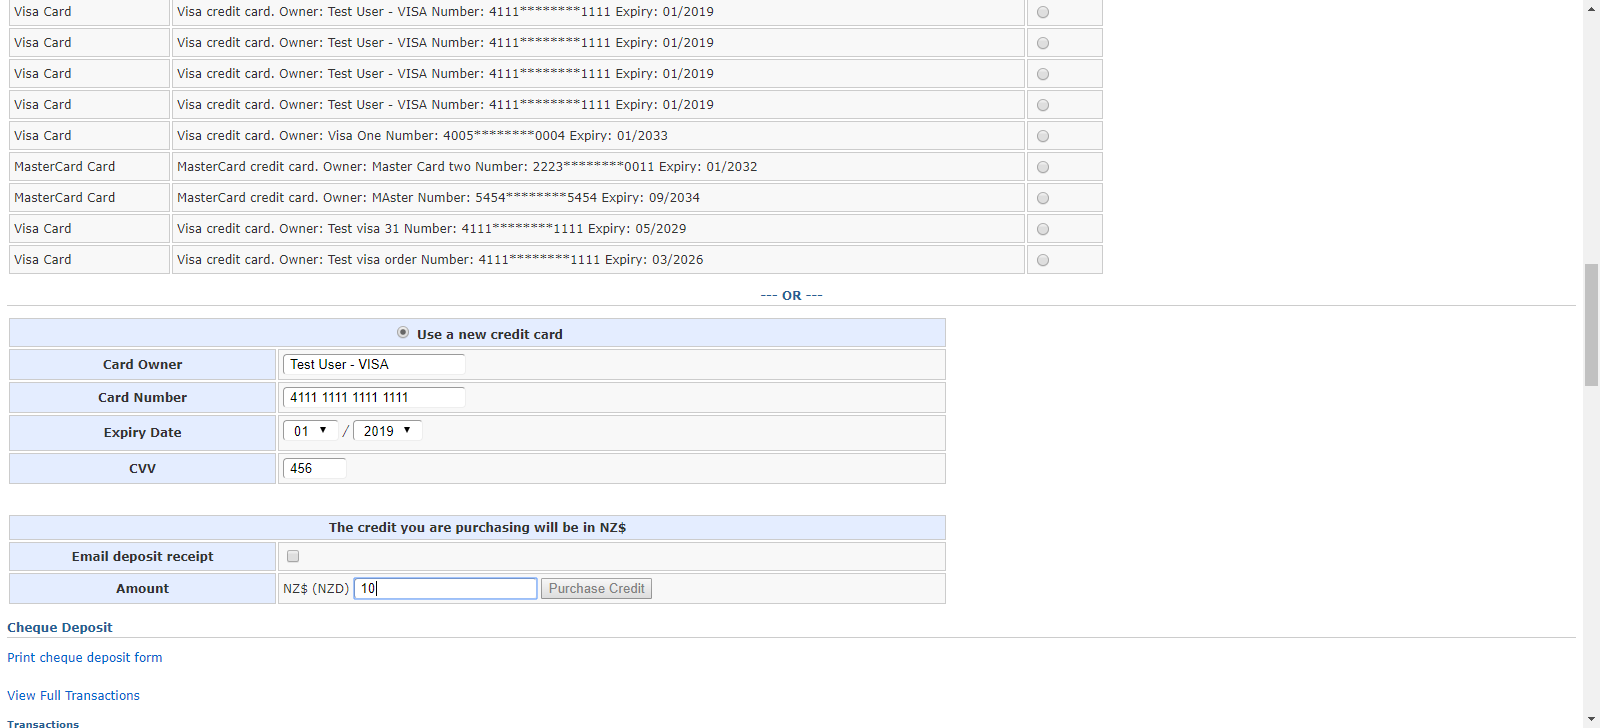 Visa Card Visa credit card. Owner: Test User - VISA Number: 4111********1111 Expiry: 01/2019
Visa Card Visa credit card. Owner: Test User - VISA Number: 4111********1111 Expiry: 01/2019
Visa Card Visa credit card. Owner: Test User - VISA Number: 4111********1111 Expiry: 01/2019
Visa Card Visa credit card. Owner: Test User - VISA Number: 4111********1111 Expiry: 01/2019
Visa Card Visa credit card. Owner: Visa One Number: 4005********0004 Expiry: 01/2033
MasterCard Card MasterCard credit card. Owner: Master Card two Number: 2223********0011 Expiry: 01/2032
MasterCard Card MasterCard credit card. Owner: MAster Number: 5454********5454 Expiry: 09/2034
Visa Card Visa credit card. Owner: Test visa 31 Number: 4111********1111 Expiry: 05/2029
Visa Card Visa credit card. Owner: Test visa order Number: 4111********1111 Expiry: 03/2026
--- OR ---
Use a new credit card
Card Owner Test User - VISA
Card Number 4111 1111 1111 1111
Expiry Date 01 / 2019
CVV 456
The credit you are purchasing will be in NZ$
Email deposit receipt
Amount NZ$ (NZD) 10 Purchase Credit
Cheque Deposit
Print cheque deposit form
View Full Transactions
Transactions